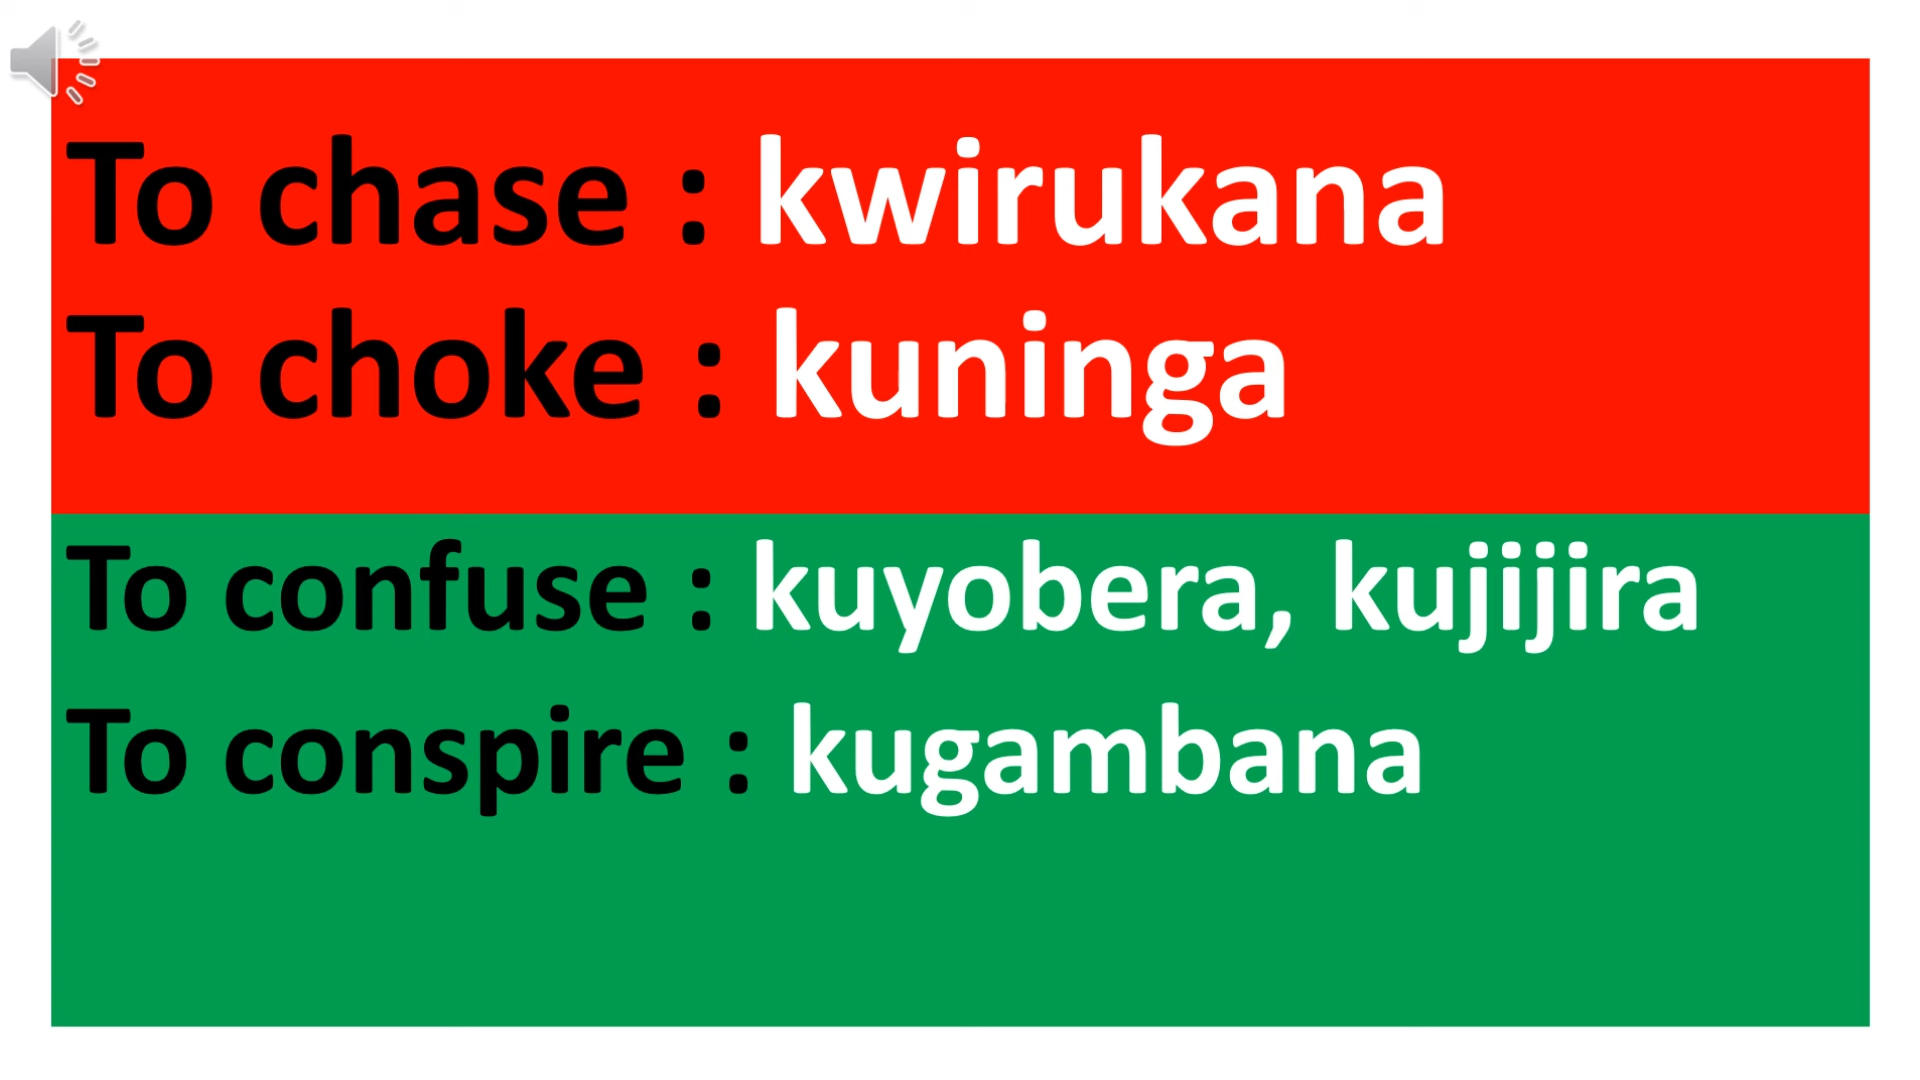 To chase : kwirukana
To choke : kuninga
To confuse : kuyobera, kujijira
To conspire : kugambana